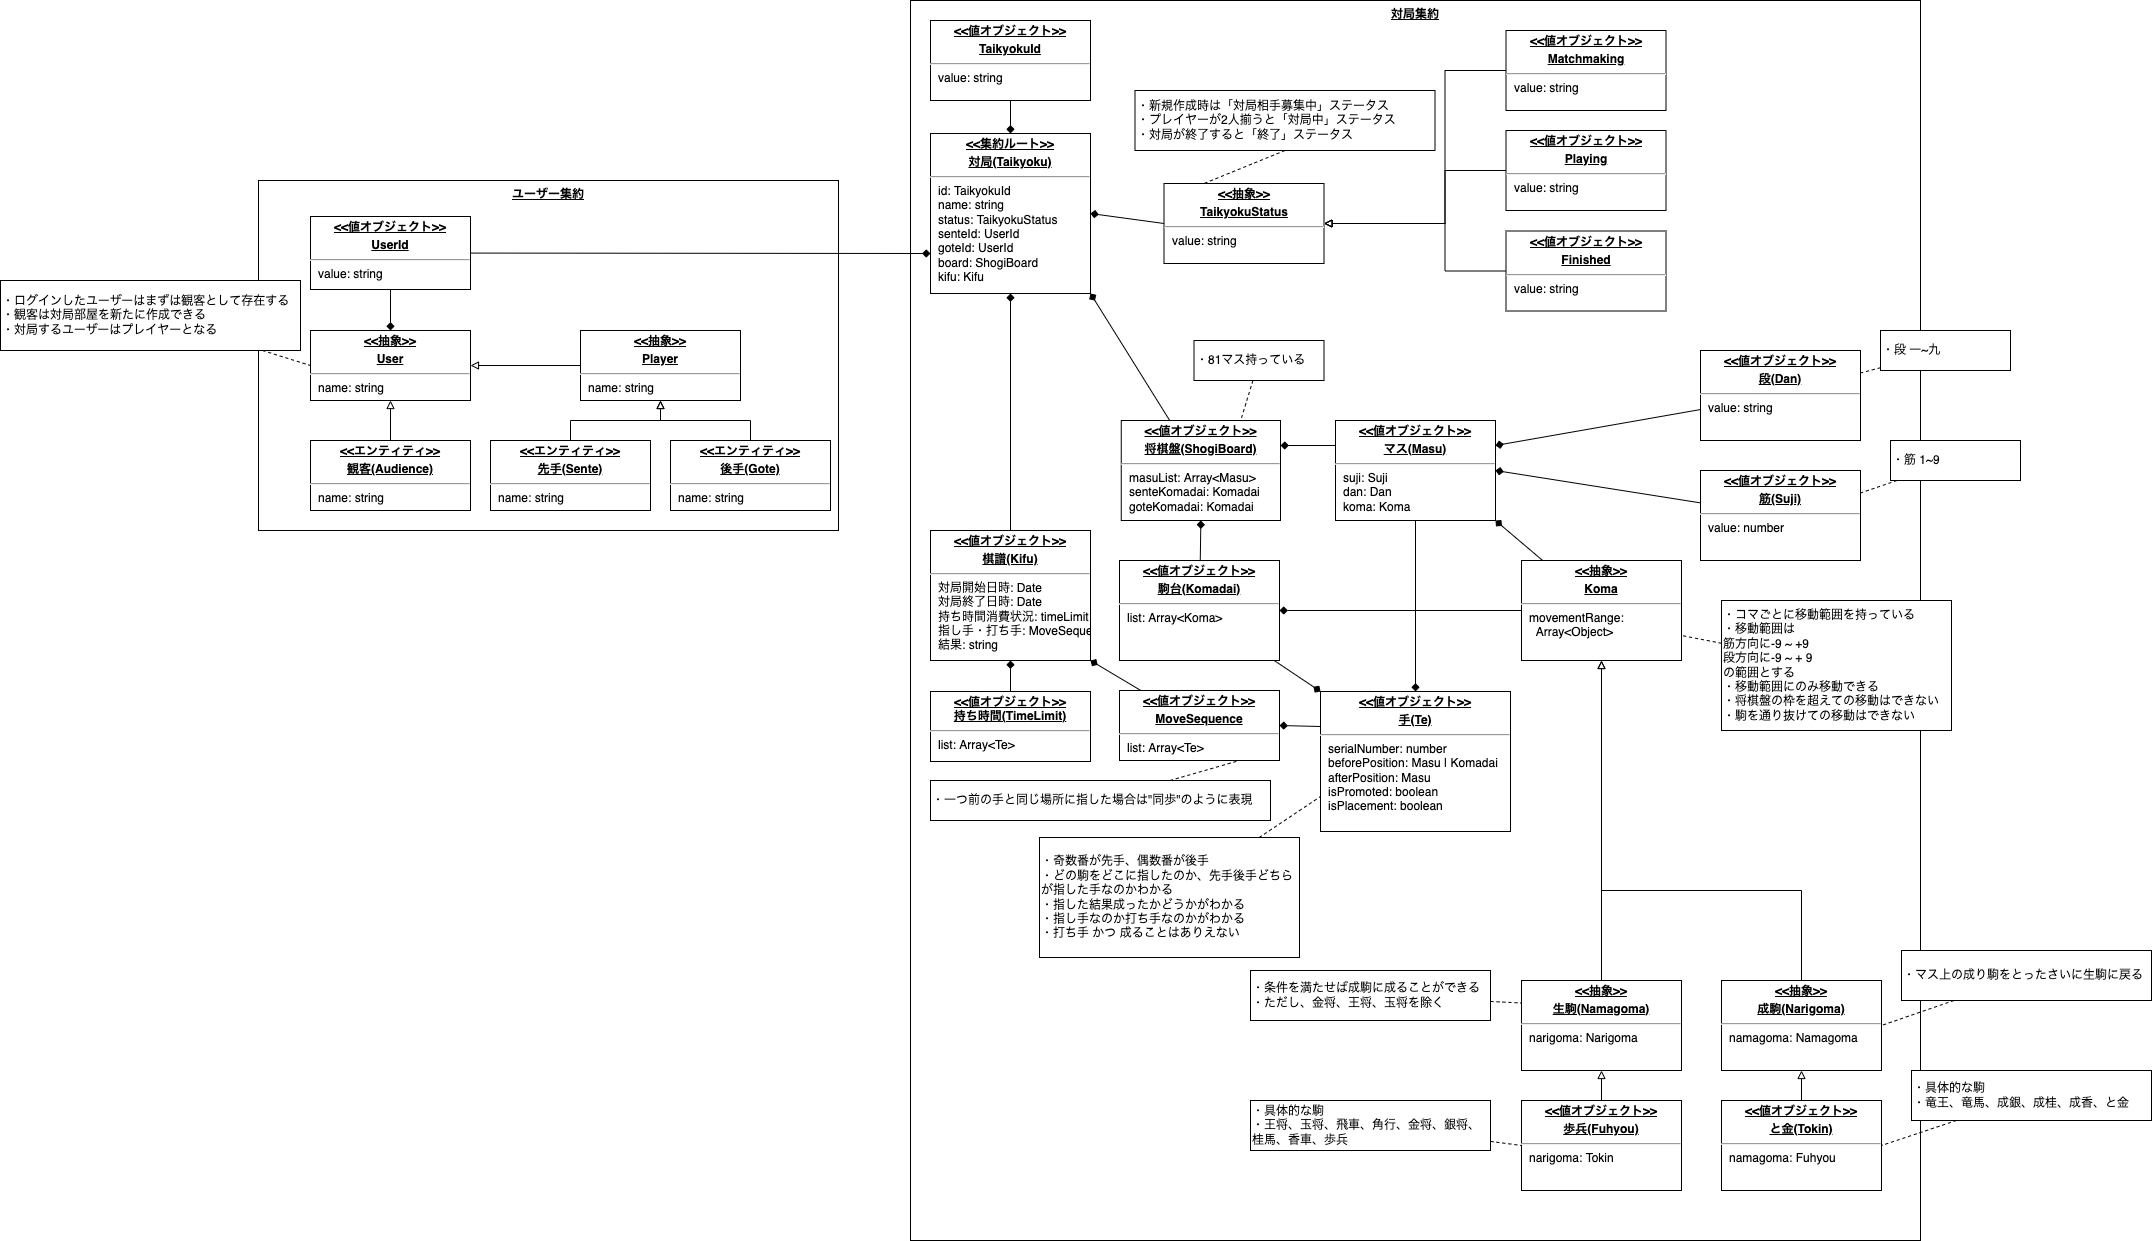 対局集約
<<値オブジェクト>>
TaikyokuId
value: string
<<値オブジェクト>>
Matchmaking
value: string
・新規作成時は「対局相手募集中」ステータス
・プレイヤーが2人揃うと「対局中」ステータス
・対局が終了すると「終了」ステータス
<<集約ルート>>
対局(Taikyoku)
id: TaikyokuId
name: string
status: TaikyokuStatus
senteId: UserId
goteId: UserId
board: ShogiBoard
kifu: Kifu
<<値オブジェクト>>
Playing
value: string
<<抽象>>
TaikyokuStatus
value: string
<<値オブジェクト>>
Finished
value: string
ユーザー集約
<<値オブジェクト>>
UserId
value: string
・ログインしたユーザーはまずは観客として存在する
・観客は対局部屋を新たに作成できる
・対局するユーザーはプレイヤーとなる
<<抽象>>
User
name: string
<<抽象>>
Player
name: string
<<エンティティ>>
観客(Audience)
name: string
<<エンティティ>>
先手(Sente)
name: string
<<エンティティ>>
後手(Gote)
name: string
・81マス持っている
・段 一~九
<<値オブジェクト>>
段(Dan)
value: string
<<値オブジェクト>>
将棋盤(ShogiBoard)
masuList: Array<Masu>
senteKomadai: Komadai
goteKomadai: Komadai
<<値オブジェクト>>
マス(Masu)
suji: Suji
dan: Dan
koma: Koma
・筋 1~9
<<値オブジェクト>>
筋(Suji)
value: number
<<値オブジェクト>>
棋譜(Kifu)
対局開始日時: Date
対局終了日時: Date
持ち時間消費状況: timeLimit
指し手・打ち手: MoveSeque
結果: string
<<値オブジェクト>>
駒台(Komadai)
list: Array<Koma>
<<抽象>>
Koma
movementRange:
Array<Object>
・コマごとに移動範囲を持っている
・移動範囲は
筋方向に-9～+9
段方向に-9～+ 9
の範囲とする
・移動範囲にのみ移動できる
・将棋盤の枠を超えての移動はできない
・駒を通り抜けての移動はできない
<<値オブジェクト>>
持ち時間(TimeLimit)
list: Array<Te>
<<値オブジェクト>>
MoveSequence
list: Array<Te>
<<値オブジェクト>>
手(Te)
serialNumber: number
beforePosition: Masu | Komadai
afterPosition: Masu
isPromoted: boolean
isPlacement: boolean
・一つ前の手と同じ場所に指した場合は"同歩"のように表現
・奇数番が先手、偶数番が後手
・どの駒をどこに指したのか、先手後手どちら
が指した手なのかわかる
・指した結果成ったかどうかがわかる
・指し手なのか打ち手なのかがわかる
・打ち手 かつ 成ることはありえない
・条件を満たせば成駒に成ることができる
・ただし、金将、王将、玉将を除く
<<抽象>>
生駒(Namagoma)
narigoma: Narigoma
<<抽象>>
成駒(Narigoma)
namagoma: Namagoma
・マス上の成り駒をとったさいに生駒に戻る
・具体的な駒
・王将、玉将、飛車、角行、金将、銀将、
桂馬、香車、歩兵
<<値オブジェクト>>
歩兵(Fuhyou)
narigoma: Tokin
<<値オブジェクト>>
と金(Tokin)
namagoma: Fuhyou
・具体的な駒
・竜王、竜馬、成銀、成桂、成香、と金